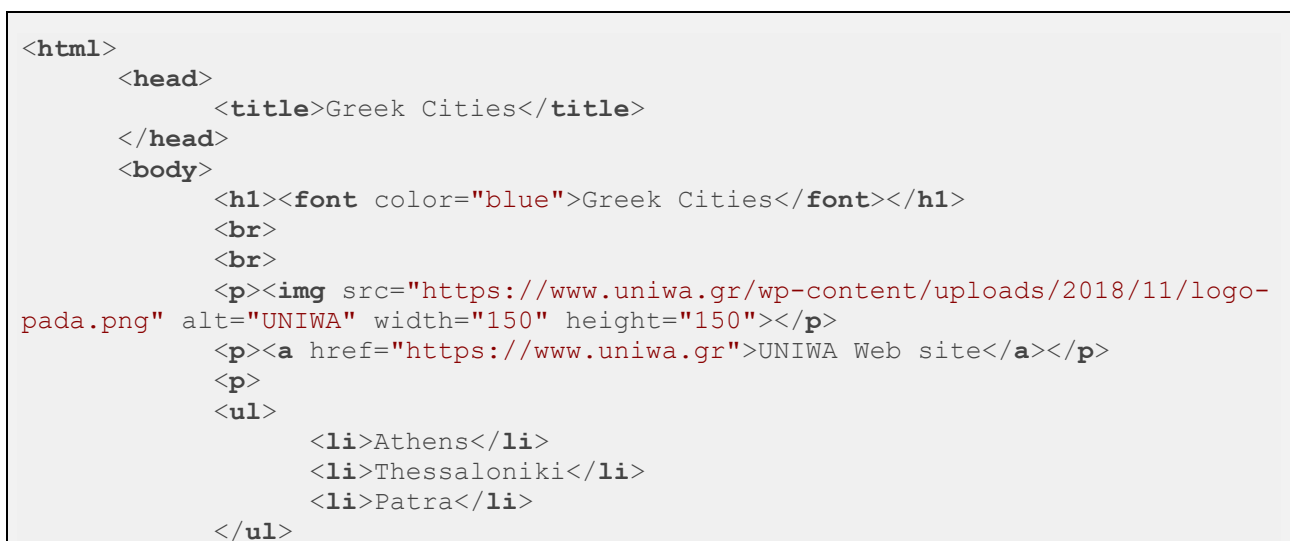 <html>
<head>
<title>Greek Cities</title>
</head>
<body>
<h1><font color="blue">Greek Cities</font></h1>
<br>
<br>
<p><img src="https://www.uniwa.gr/wp-content/uploads/2018/11/logo-
pada.png" alt="UNIWA" width="150" height="150"></p>
<p><a href="https://www.uniwa.gr">UNIWA Web site</a></p>
<p>
<ul>
<li>Athens</li>
<li>Thessaloniki</li>
<li>Patra</li>
</ul>